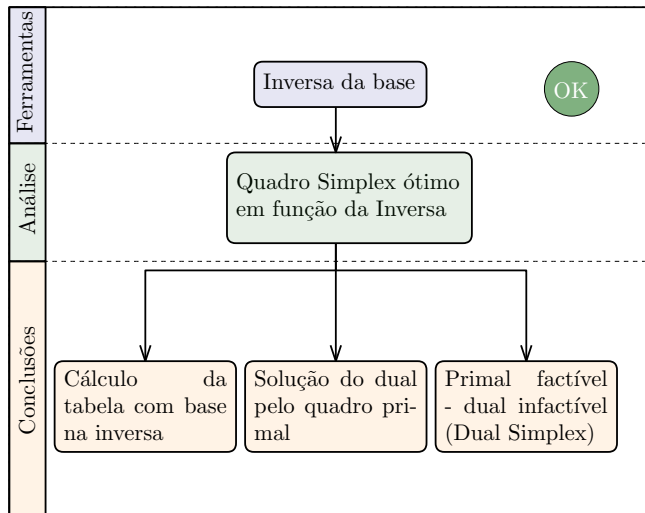 Ferramentas
Inversa da base
OK
Análise
Quadro Simplex ótimo
em função da Inversa
Conclusões
Cálculo da
tabela com base
na inversa
Solução do dual
pelo quadro pri-
mal
Primal factível
- dual infactível
(Dual Simplex)